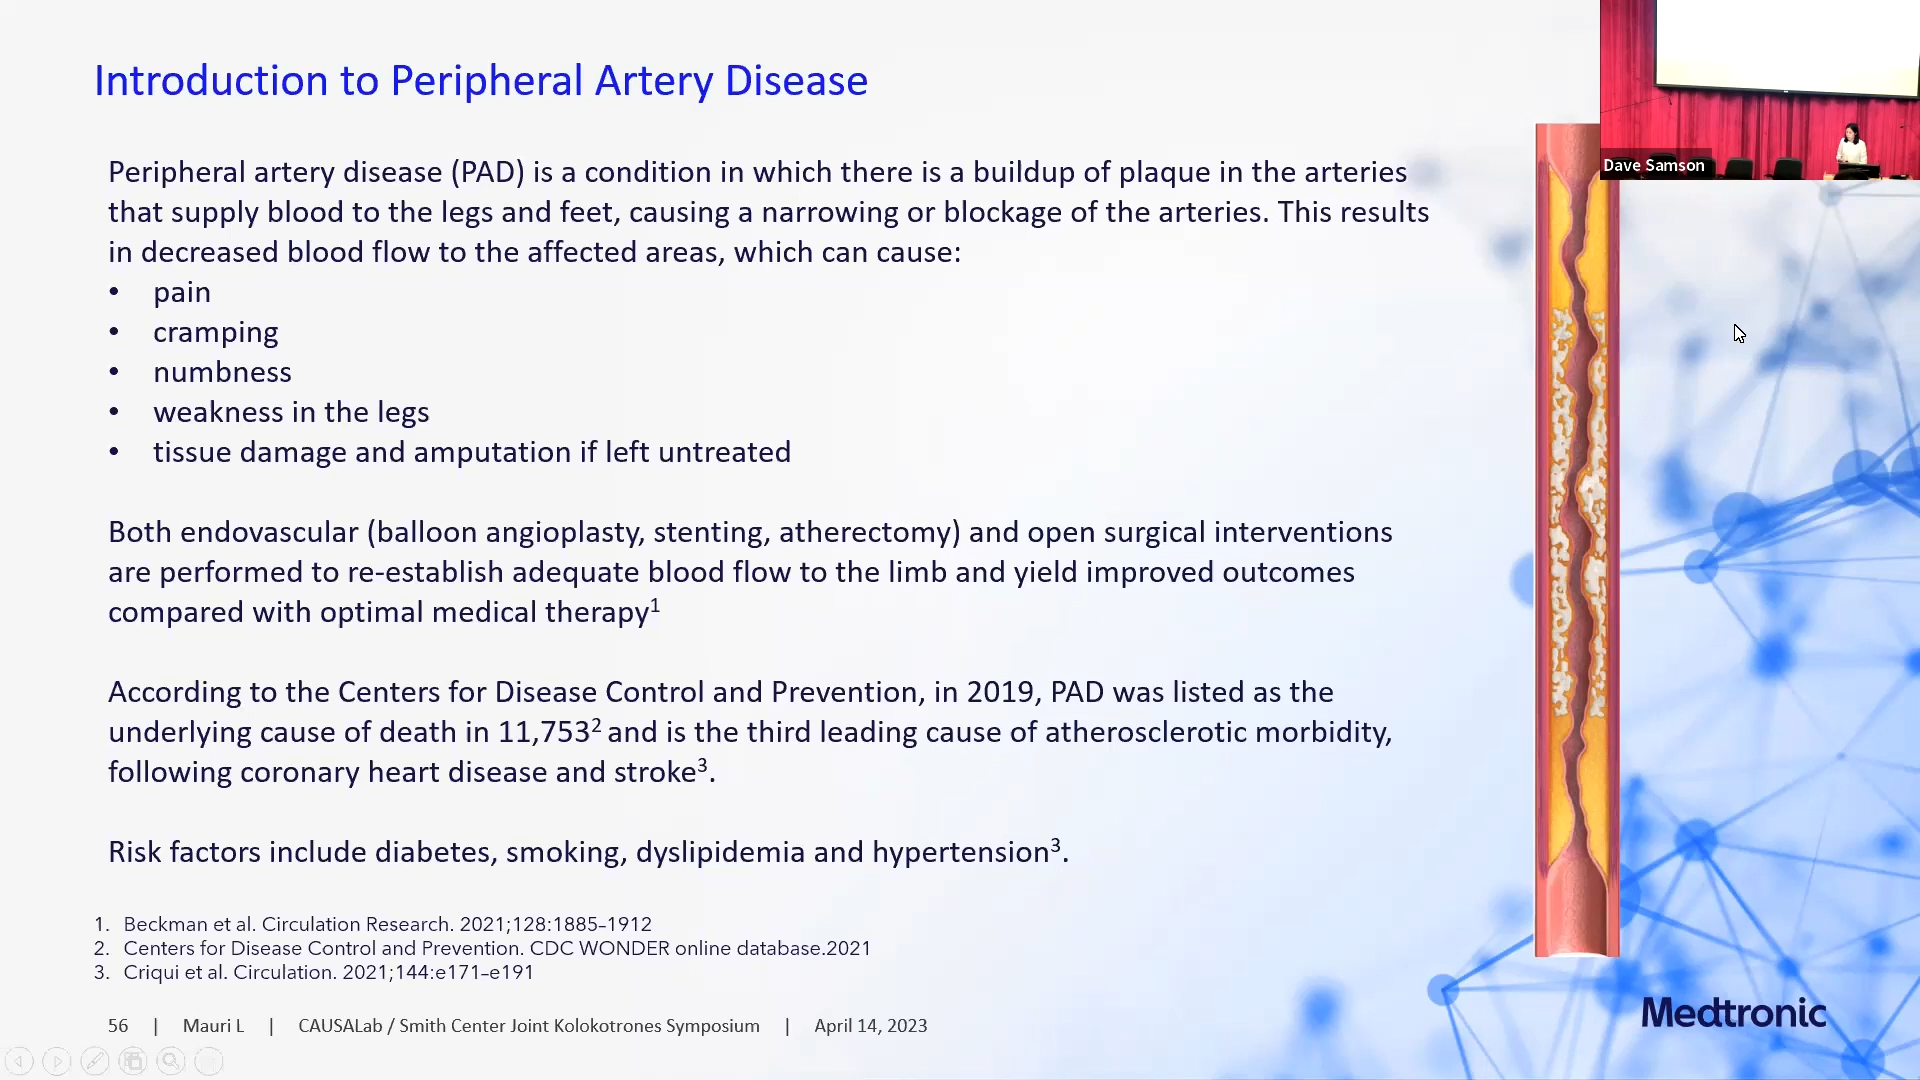 Introduction to Peripheral Artery Disease
Dave Samson
Peripheral artery disease (PAD) is a condition in which there is a buildup of plaque in the arteries
that supply blood to the legs and feet, causing a narrowing or blockage of the arteries. This results
in decreased blood flow to the affected areas, which can cause:
• pain
• cramping
• numbness
• weakness in the legs
• tissue damage and amputation if left untreated
Both endovascular (balloon angioplasty, stenting, atherectomy) and open surgical interventions
are performed to re-establish adequate blood flow to the limb and yield improved outcomes
compared with optimal medical therapy¹
According to the Centers for Disease Control and Prevention, in 2019, PAD was listed as the
underlying cause of death in 11,753² and is the third leading cause of atherosclerotic morbidity,
following coronary heart disease and stroke³.
Risk factors include diabetes, smoking, dyslipidemia and hypertension³.
1. Beckman et al. Circulation Research. 2021;128:1885–1912
2. Centers for Disease Control and Prevention. CDC WONDER online database.2021
3. Criqui et al. Circulation. 2021;144:e171–e191
56 | Mauri L | CAUSALab / Smith Center Joint Kolokotrones Symposium | April 14, 2023
Medtronic